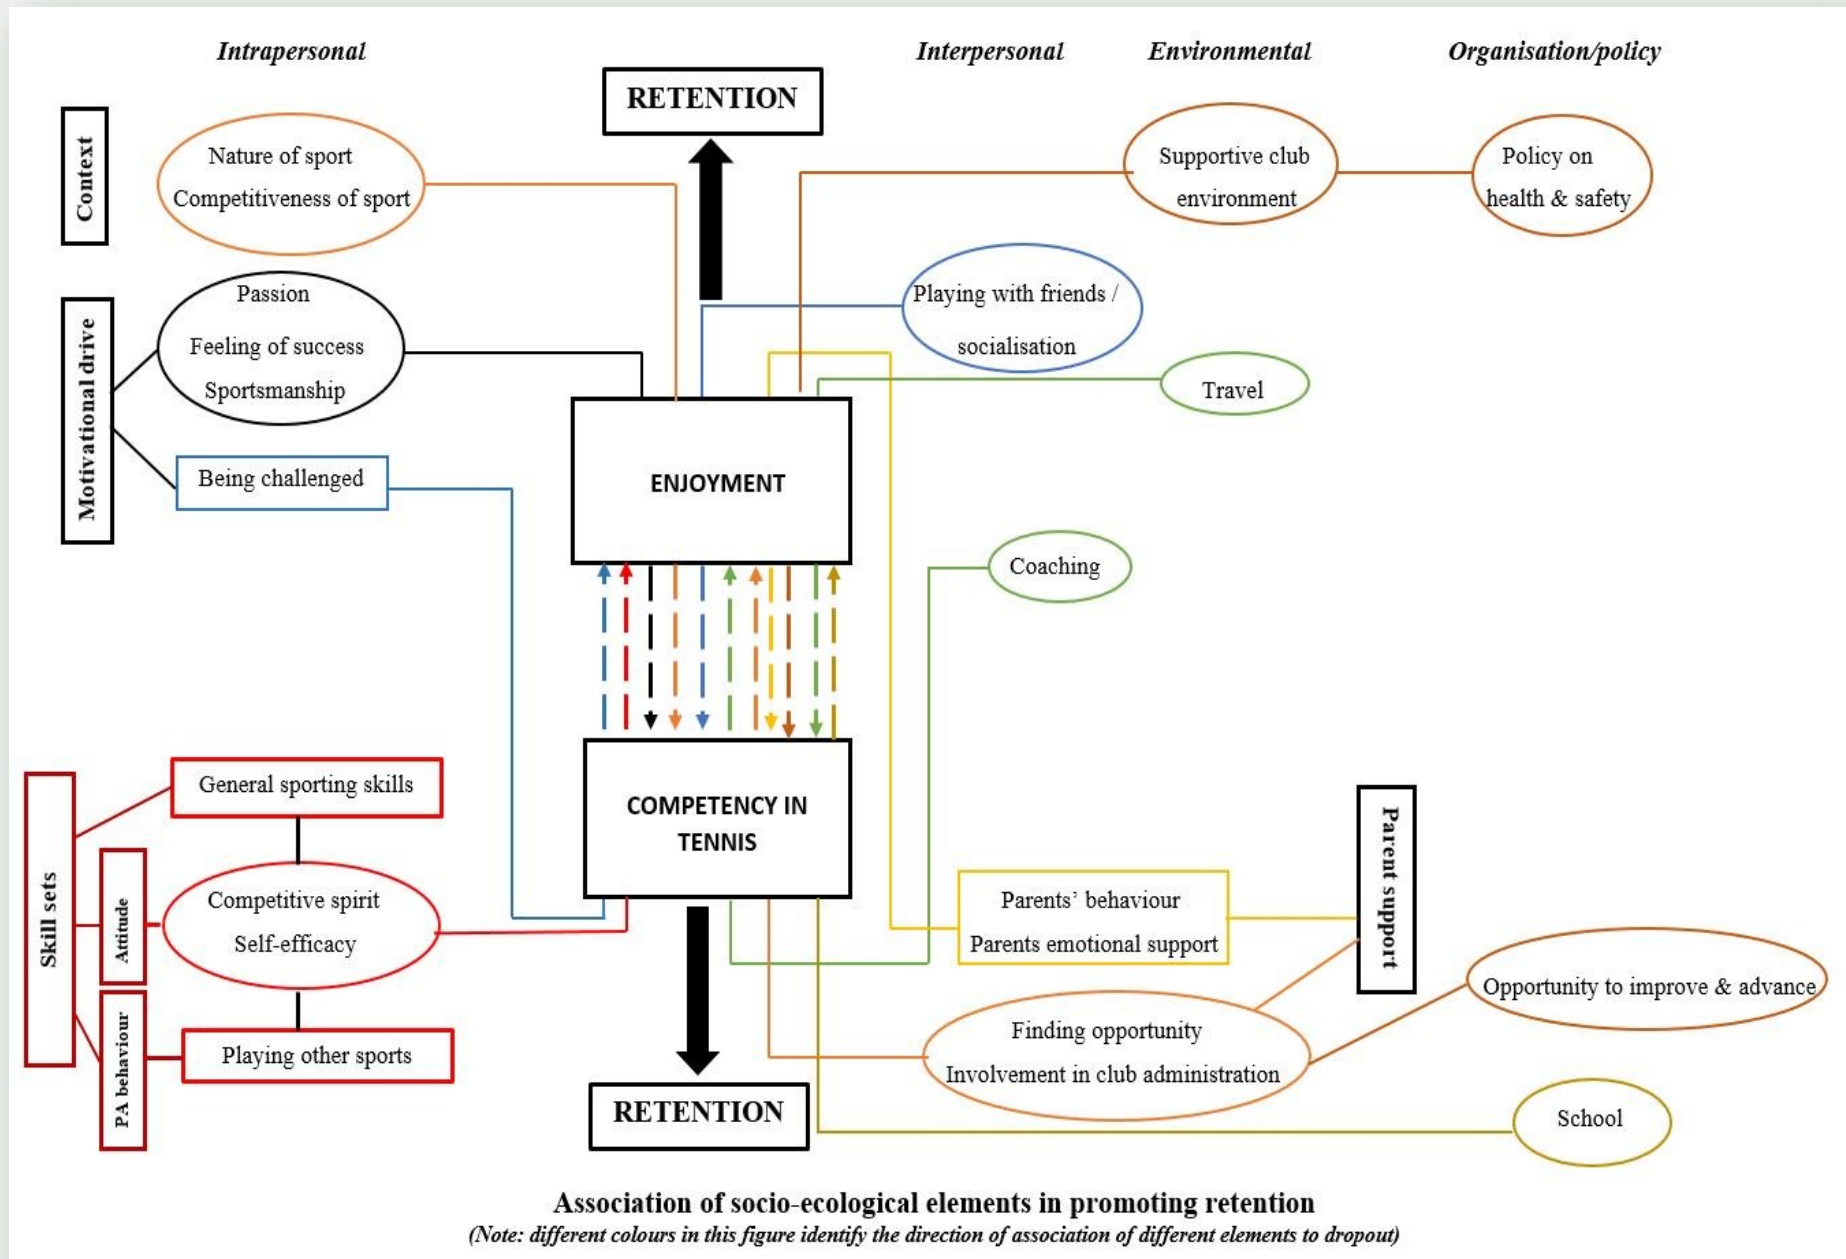 Intrapersonal
Interpersonal
Environmental
Organisation/policy
RETENTION
Context
Nature of sport
Competitiveness of sport
Supportive club
environment
Policy on
health & safety
Motivational drive
Passion
Feeling of success
Sportsmanship
Playing with friends /
socialisation
Travel
Being challenged
ENJOYMENT
Coaching
COMPETENCY IN
TENNIS
Skill sets
General sporting skills
Attitude
Competitive spirit
Self-efficacy
PA behaviour
Playing other sports
Parents’ behaviour
Parents emotional support
Parent support
Finding opportunity
Involvement in club administration
Opportunity to improve & advance
School
RETENTION
Association of socio-ecological elements in promoting retention
(Note: different colours in this figure identify the direction of association of different elements to dropout)